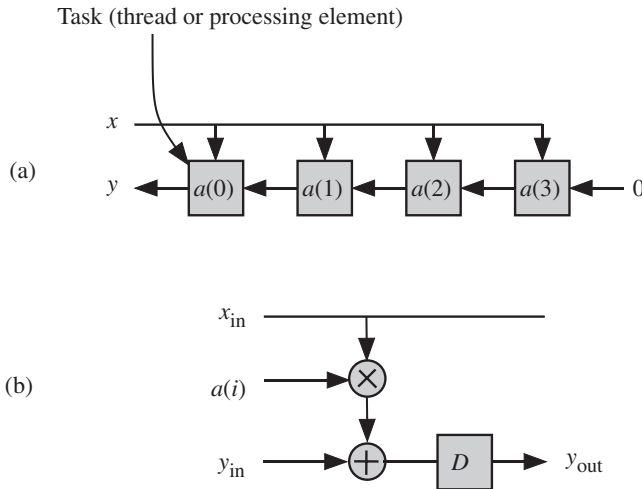 Task (thread or processing element)
x
(a)
y
a(0)
a(1)
a(2)
a(3)
0
x_in
(b)
a(i)
×
y_in
+
D
y_out